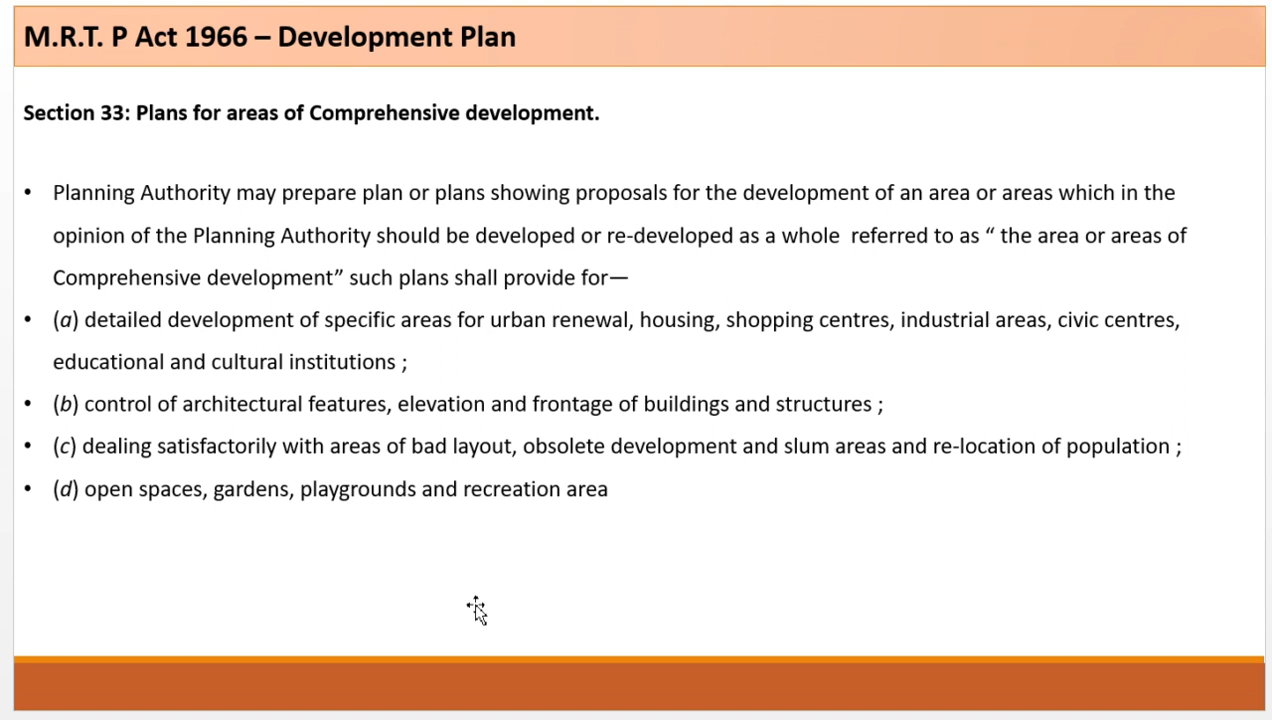 M.R.T. P Act 1966 – Development Plan
Section 33: Plans for areas of Comprehensive development.
• Planning Authority may prepare plan or plans showing proposals for the development of an area or areas which in the
opinion of the Planning Authority should be developed or re-developed as a whole  referred to as “ the area or areas of
Comprehensive development” such plans shall provide for—
• (a) detailed development of specific areas for urban renewal, housing, shopping centres, industrial areas, civic centres,
educational and cultural institutions ;
• (b) control of architectural features, elevation and frontage of buildings and structures ;
• (c) dealing satisfactorily with areas of bad layout, obsolete development and slum areas and re-location of population ;
• (d) open spaces, gardens, playgrounds and recreation area